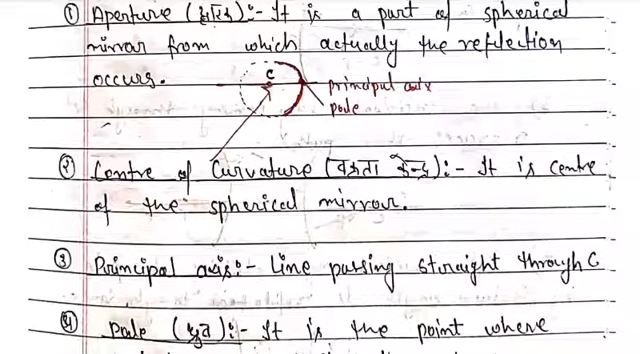 ① Aperture (द्वारक) :- It is a part of spherical
mirror from which actually the reflection
occurs.
C
principal axis
pole
② Centre of Curvature (वक्रता केन्द्र) :- It is centre
of the spherical mirror.
③ Principal axis :- Line passing straight through C
④ Pole (ध्रुव) :- It is the point where